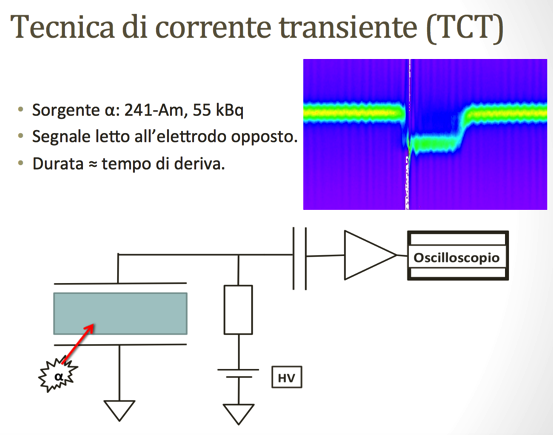 Tecnica di corrente transiente (TCT)
• Sorgente α: 241-Am, 55 kBq
• Segnale letto all'elettrodo opposto.
• Durata ≈ tempo di deriva.
Oscilloscopio
HV
α